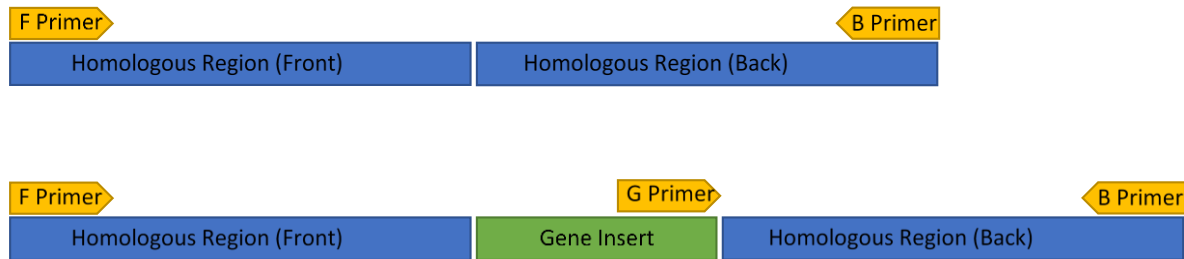 F Primer
B Primer
Homologous Region (Front)
Homologous Region (Back)
F Primer
G Primer
B Primer
Homologous Region (Front)
Gene Insert
Homologous Region (Back)